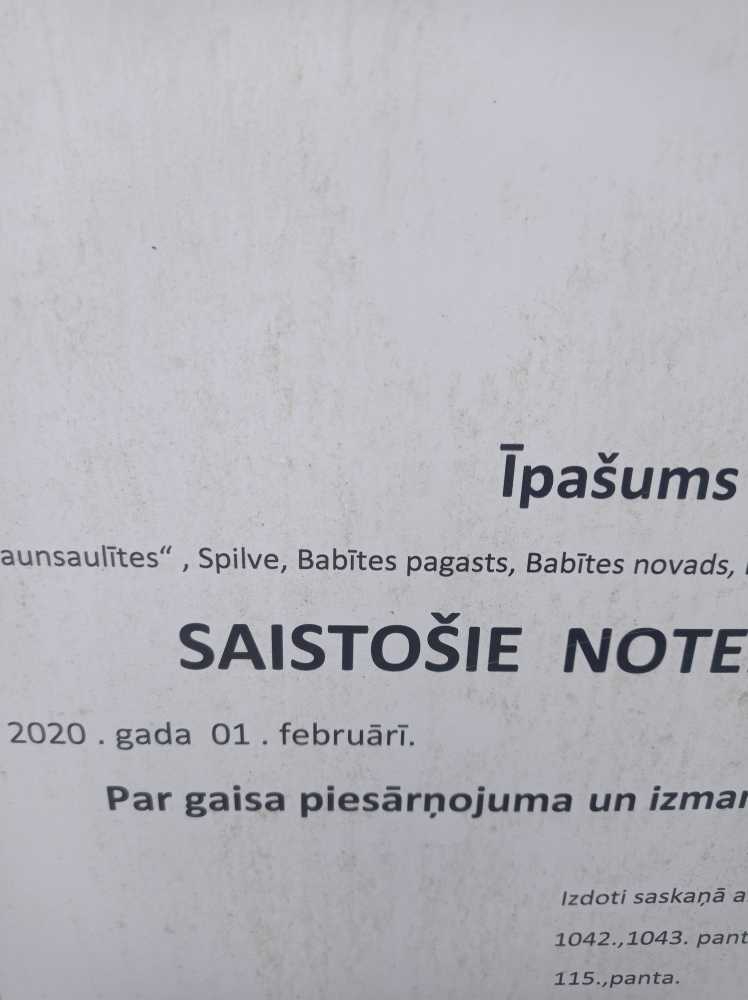 Īpašums
aunsaulītes“ , Spilve, Babītes pagasts, Babītes novads,
SAISTOŠIE NOTE
2020 . gada 01 . februārī.
Par gaisa piesārņojuma un izmar
Izdoti saskaņā a
1042.,1043. pant
115.,panta.